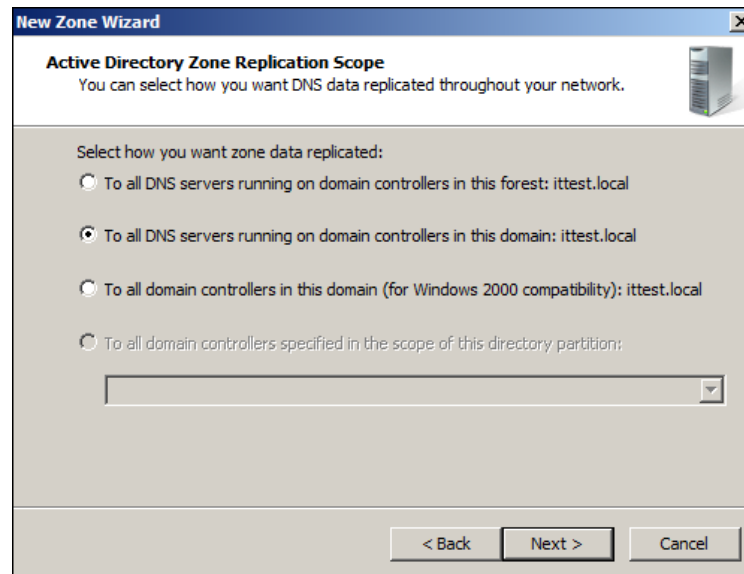 New Zone Wizard
Active Directory Zone Replication Scope
You can select how you want DNS data replicated throughout your network.
Select how you want zone data replicated:
To all DNS servers running on domain controllers in this forest: ittest.local
To all DNS servers running on domain controllers in this domain: ittest.local
To all domain controllers in this domain (for Windows 2000 compatibility): ittest.local
To all domain controllers specified in the scope of this directory partition:
< Back
Next >
Cancel